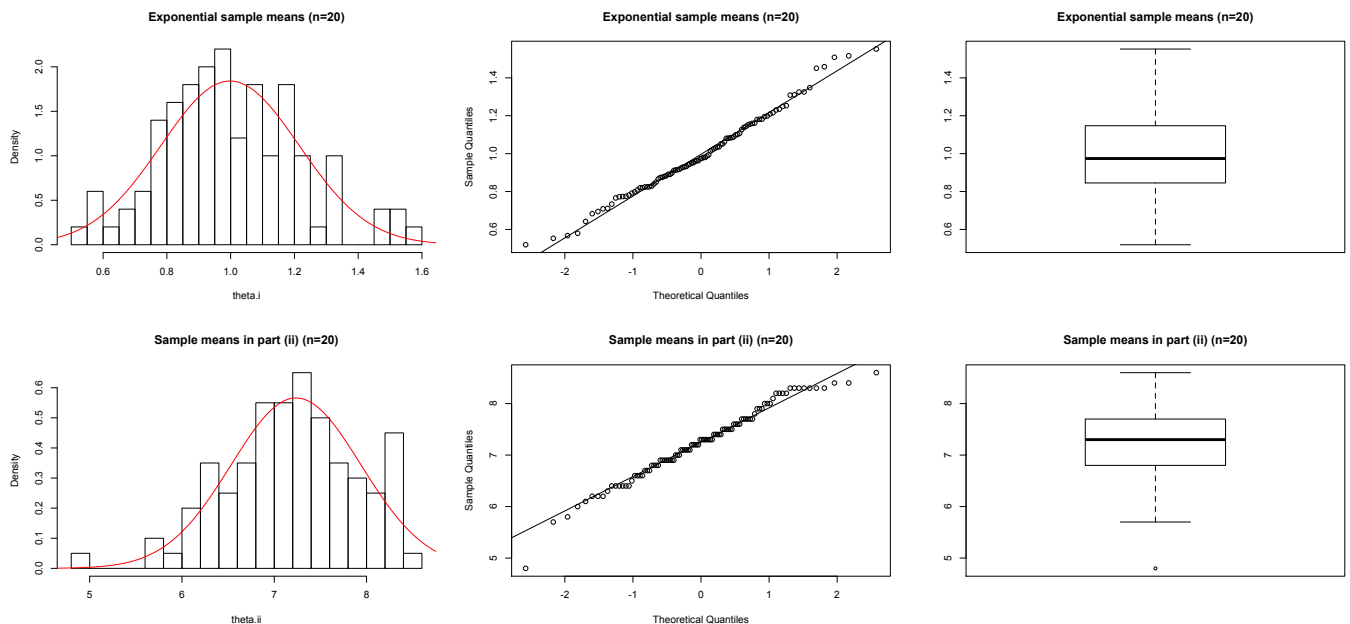 Exponential sample means (n=20)
Density
0.0 0.5 1.0 1.5 2.0
0.6 0.8 1.0 1.2 1.4 1.6
theta.i
Exponential sample means (n=20)
Sample Quantiles
0.6 0.8 1.0 1.2 1.4
-2 -1 0 1 2
Theoretical Quantiles
Exponential sample means (n=20)
0.6 0.8 1.0 1.2 1.4
Sample means in part (ii) (n=20)
Density
0.0 0.1 0.2 0.3 0.4 0.5 0.6
5 6 7 8
theta.ii
Sample means in part (ii) (n=20)
Sample Quantiles
5 6 7 8
-2 -1 0 1 2
Theoretical Quantiles
Sample means in part (ii) (n=20)
5 6 7 8